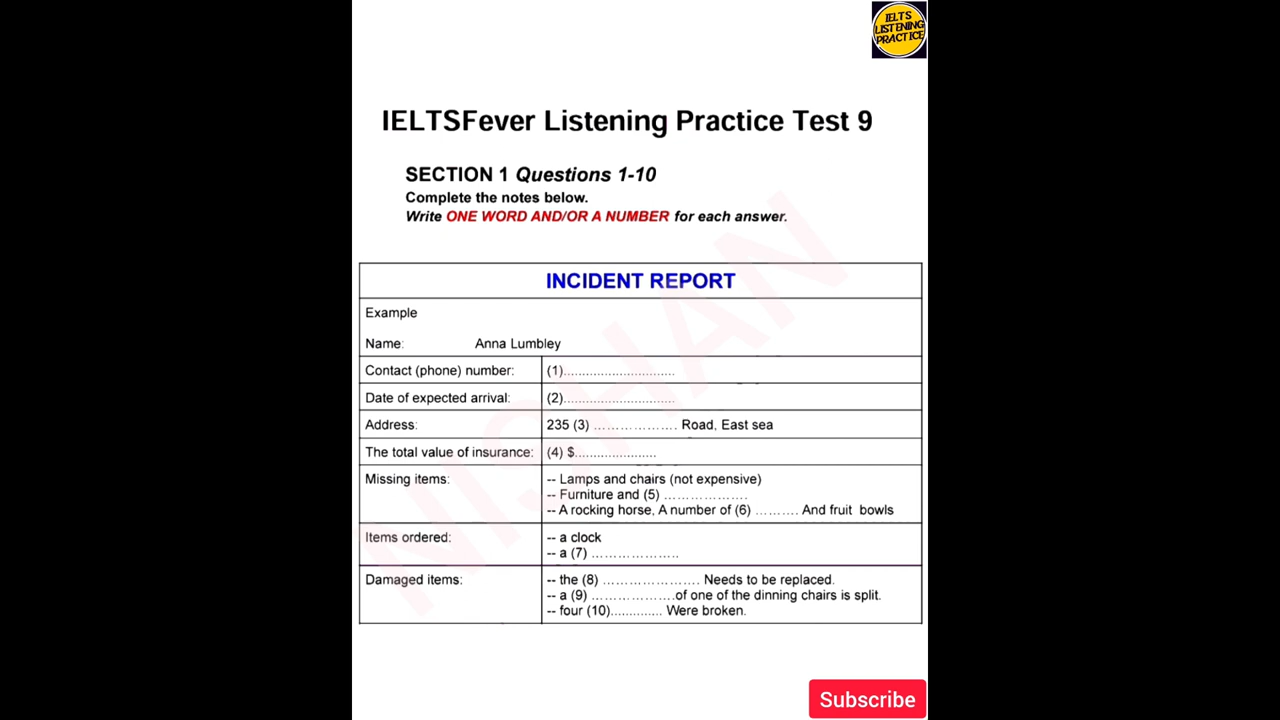 IELTS
LISTENING
PRACTICE
IELTSFever Listening Practice Test 9
SECTION 1 Questions 1-10
Complete the notes below.
Write ONE WORD AND/OR A NUMBER for each answer.
INCIDENT REPORT
Example
Name: Anna Lumbley
Contact (phone) number: (1)............................
Date of expected arrival: (2)............................
Address: 235 (3) ………………. Road, East sea
The total value of insurance: (4) $.....................
Missing items: -- Lamps and chairs (not expensive)
-- Furniture and (5) ……………….
-- A rocking horse, A number of (6) ………. And fruit bowls
Items ordered: -- a clock
-- a (7) ………………..
Damaged items: -- the (8) …………………. Needs to be replaced.
-- a (9) ……………….of one of the dinning chairs is split.
-- four (10)............. Were broken.
NISHAN
Subscribe